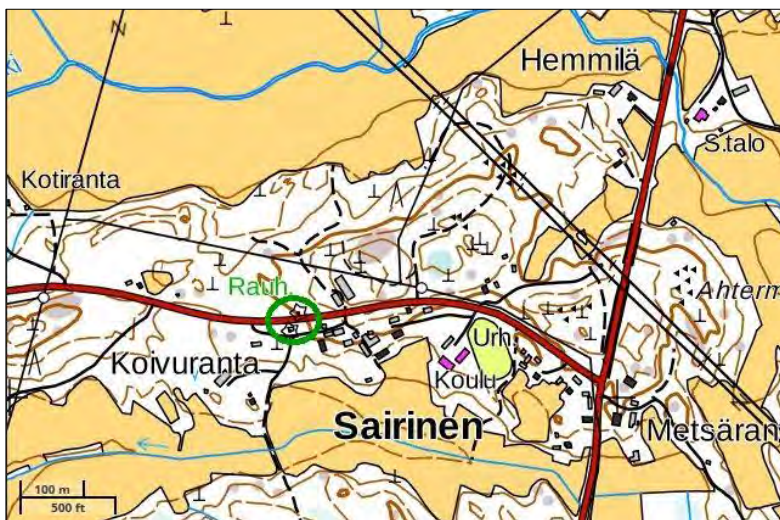 N
Hemmilä
S.talo
Kotiranta
Rauh.
Ahterm
Urh.
Koivuranta
Koulu
Sairinen
Metsäran
100 m
500 ft